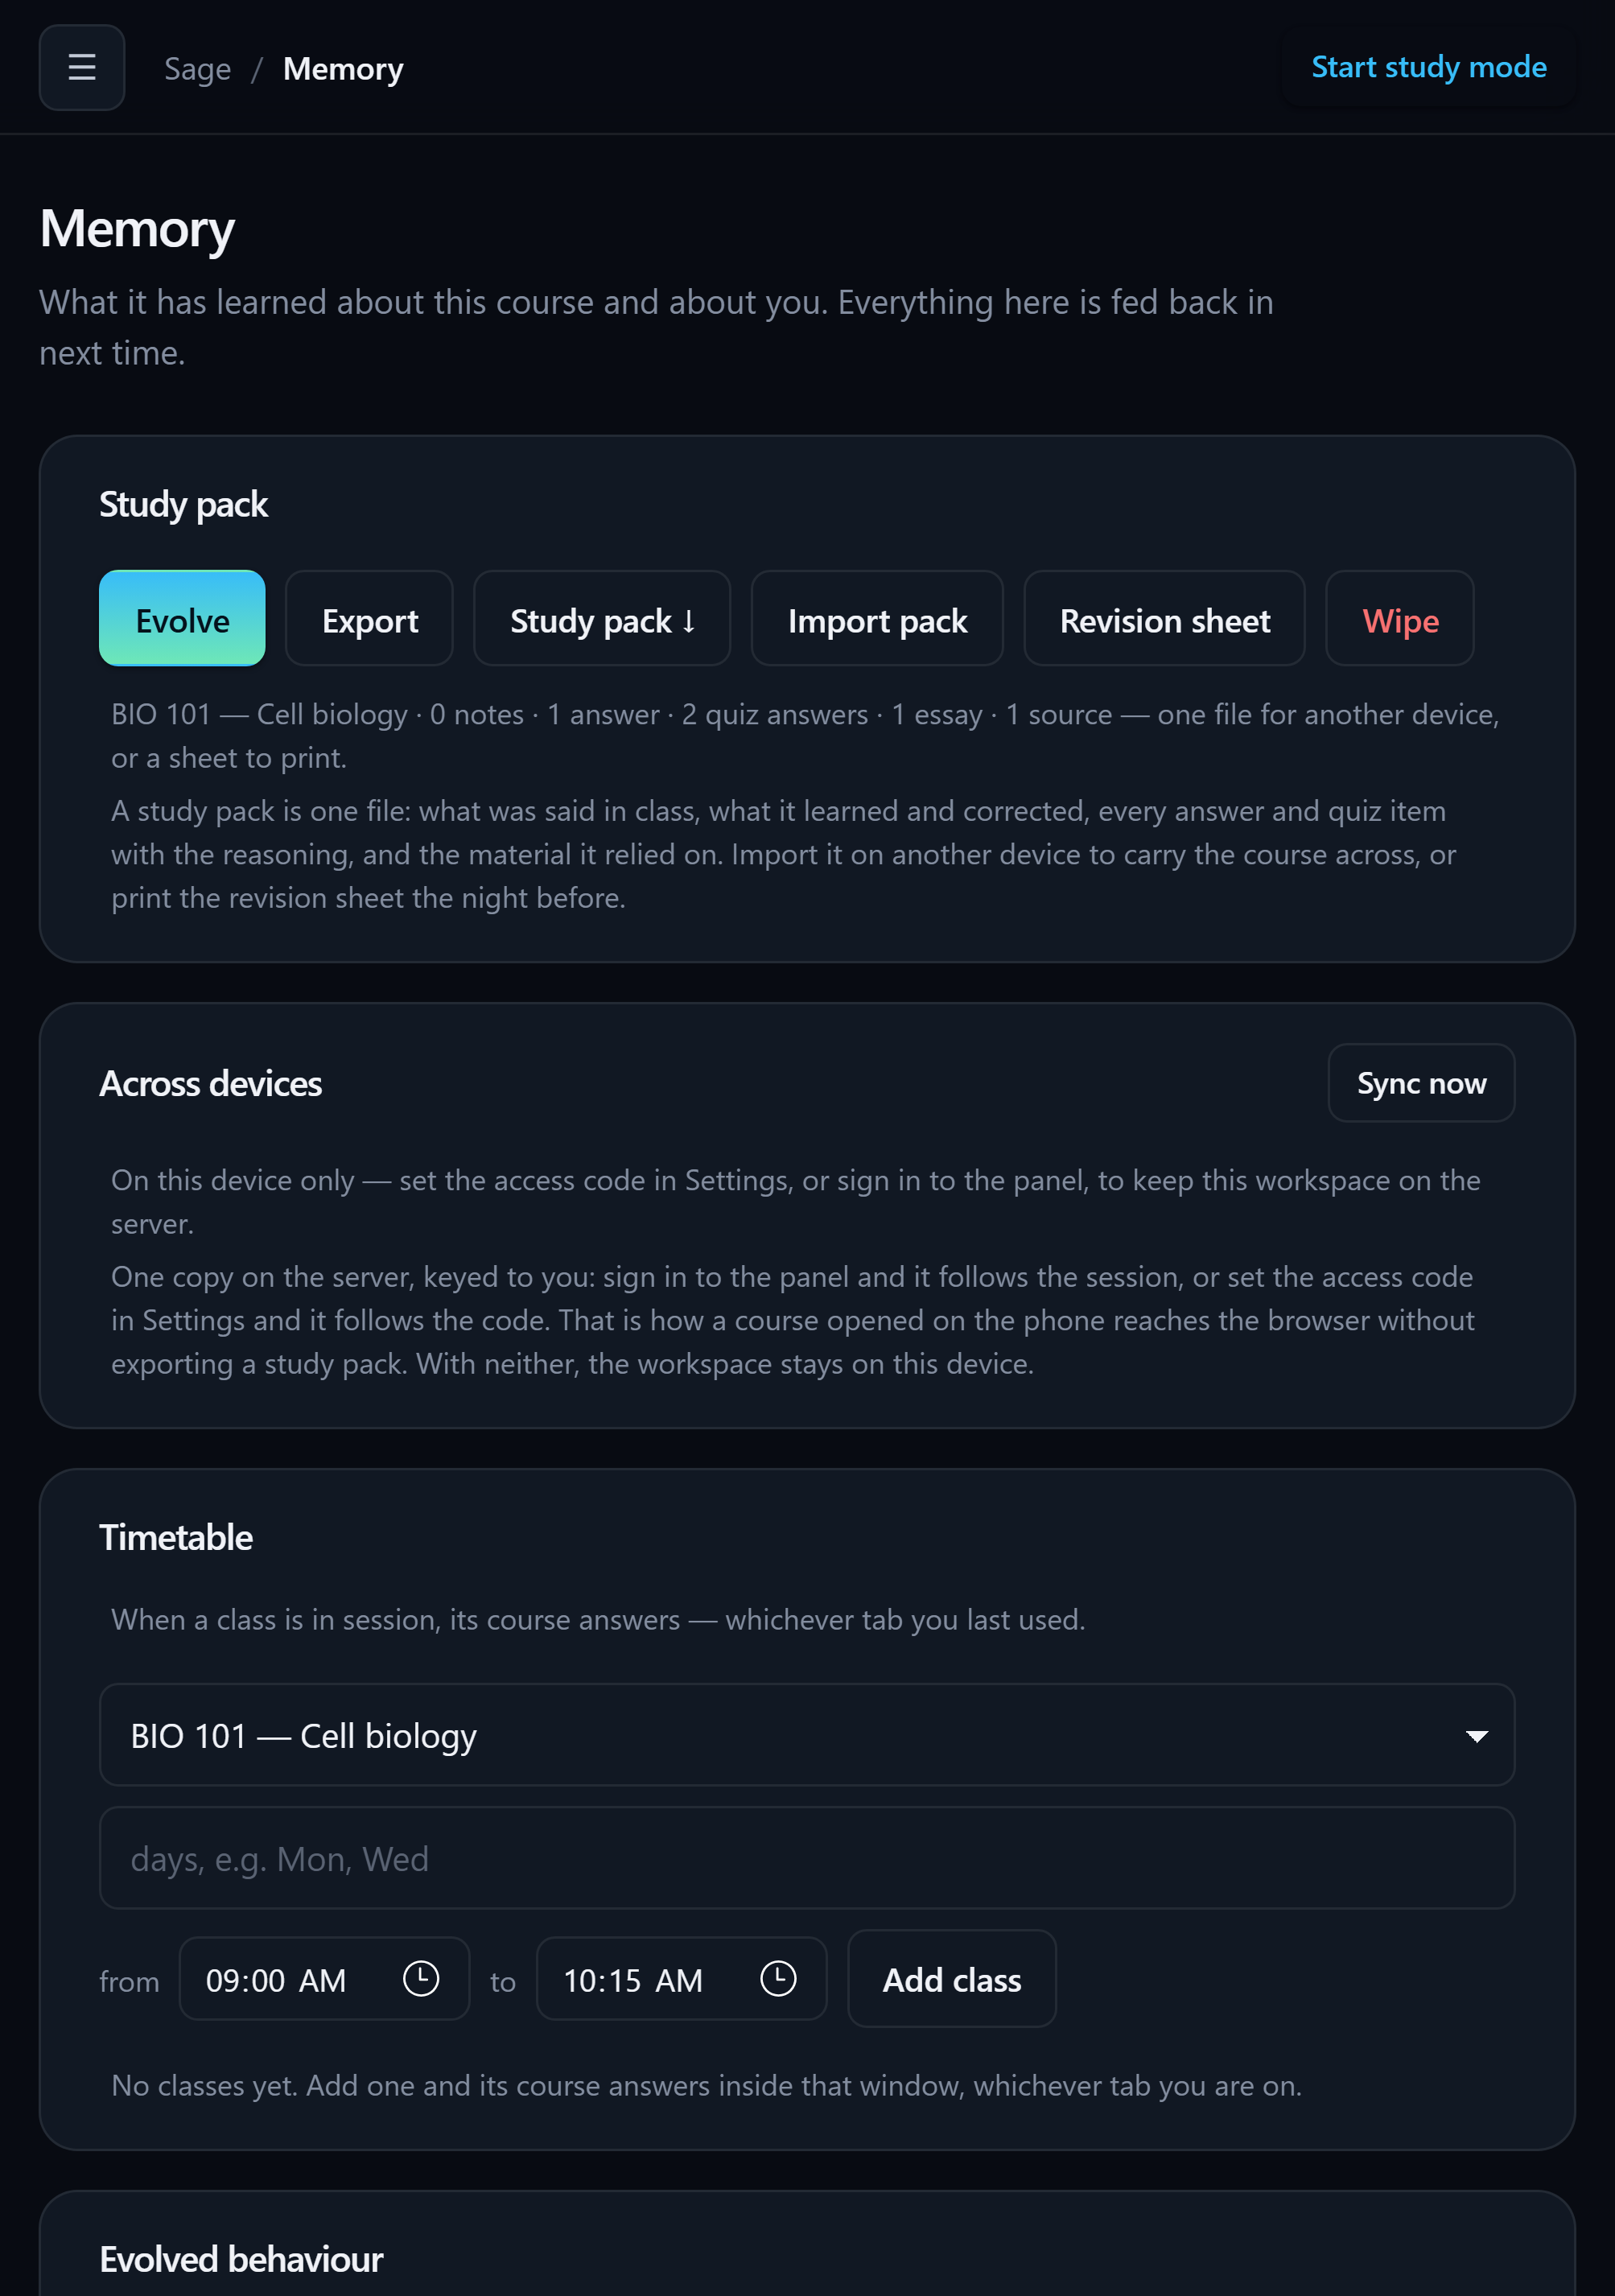 ☰ Sage / Memory Start study mode
Memory
What it has learned about this course and about you. Everything here is fed back in
next time.
Study pack
Evolve Export Study pack ↓ Import pack Revision sheet Wipe
BIO 101 — Cell biology · 0 notes · 1 answer · 2 quiz answers · 1 essay · 1 source — one file for another device,
or a sheet to print.
A study pack is one file: what was said in class, what it learned and corrected, every answer and quiz item
with the reasoning, and the material it relied on. Import it on another device to carry the course across, or
print the revision sheet the night before.
Across devices Sync now
On this device only — set the access code in Settings, or sign in to the panel, to keep this workspace on the
server.
One copy on the server, keyed to you: sign in to the panel and it follows the session, or set the access code
in Settings and it follows the code. That is how a course opened on the phone reaches the browser without
exporting a study pack. With neither, the workspace stays on this device.
Timetable
When a class is in session, its course answers — whichever tab you last used.
BIO 101 — Cell biology
days, e.g. Mon, Wed
from 09:00 AM to 10:15 AM Add class
No classes yet. Add one and its course answers inside that window, whichever tab you are on.
Evolved behaviour